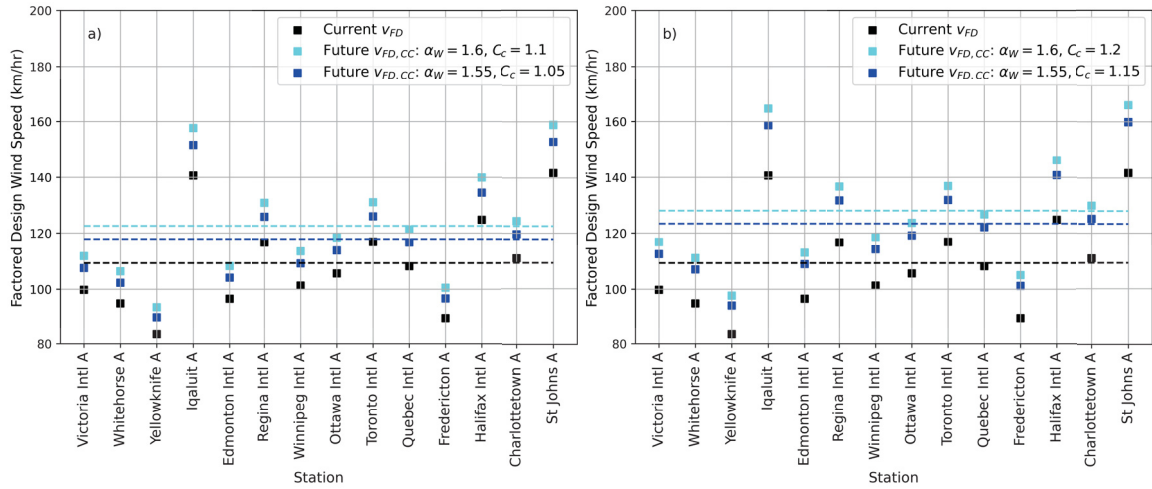 a)
Current v_FD
Future v_FD,CC: α_W = 1.6, C_c = 1.1
Future v_FD,CC: α_W = 1.55, C_c = 1.05
Factored Design Wind Speed (km/hr)
200
180
160
140
120
100
80
Victoria Intl A
Whitehorse A
Yellowknife A
Iqaluit A
Edmonton Intl A
Regina Intl A
Winnipeg Intl A
Ottawa Intl A
Toronto Intl A
Quebec Intl A
Fredericton A
Halifax Intl A
Charlottetown A
St Johns A
Station
b)
Current v_FD
Future v_FD,CC: α_W = 1.6, C_c = 1.2
Future v_FD,CC: α_W = 1.55, C_c = 1.15
Factored Design Wind Speed (km/hr)
200
180
160
140
120
100
80
Victoria Intl A
Whitehorse A
Yellowknife A
Iqaluit A
Edmonton Intl A
Regina Intl A
Winnipeg Intl A
Ottawa Intl A
Toronto Intl A
Quebec Intl A
Fredericton A
Halifax Intl A
Charlottetown A
St Johns A
Station